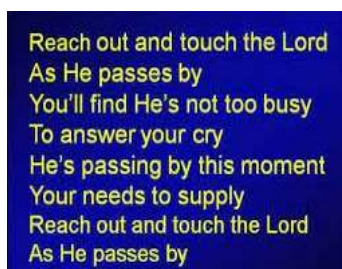 Reach out and touch the Lord
As He passes by
You'll find He's not too busy
To answer your cry
He's passing by this moment
Your needs to supply
Reach out and touch the Lord
As He passes by